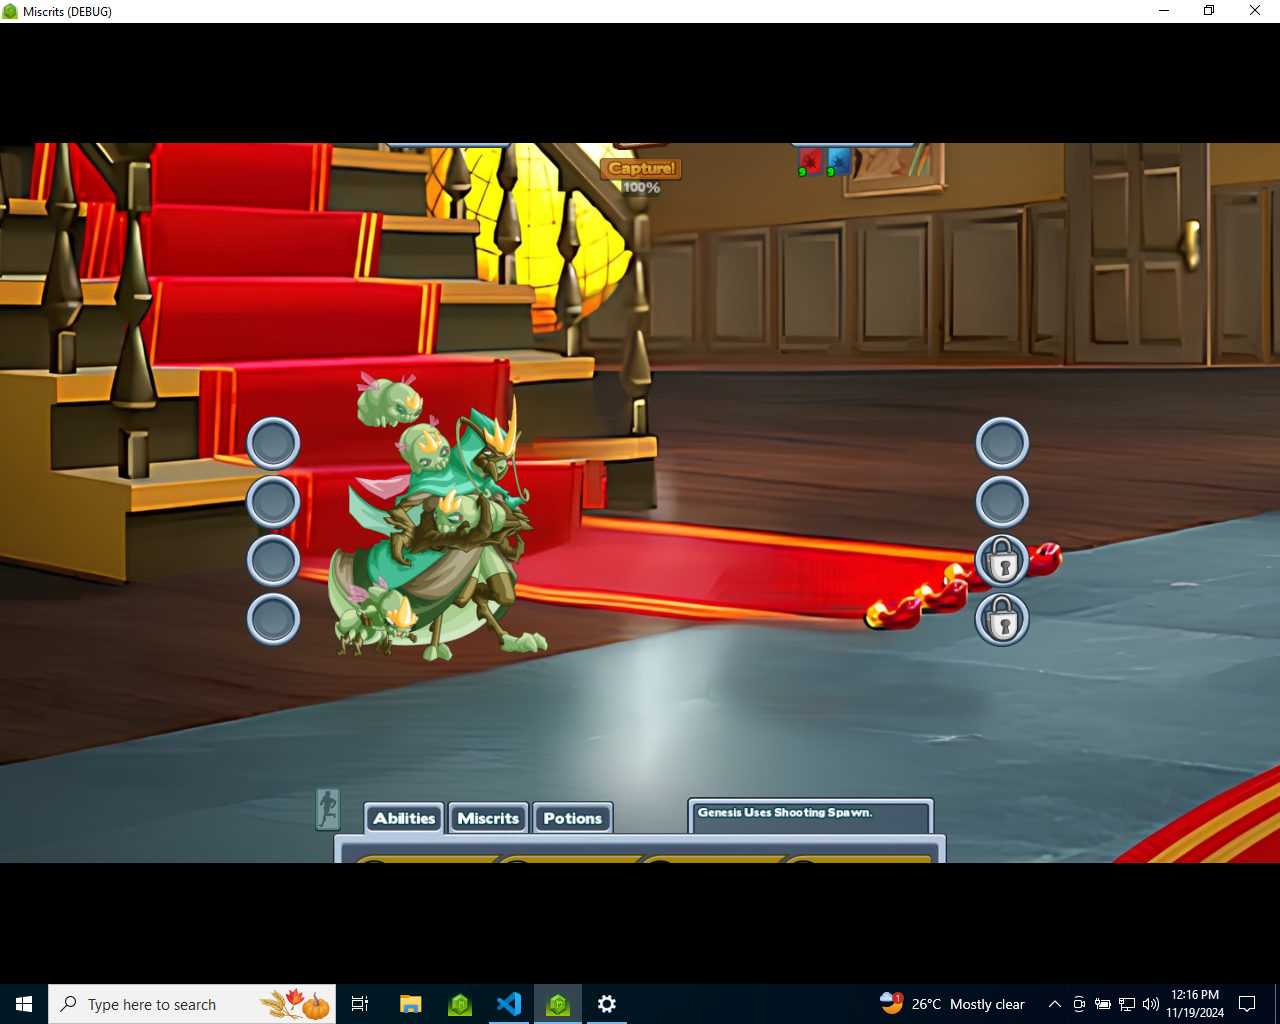 Miscrits (DEBUG)
Capture!
100%
9 9
Abilities Miscrits Potions
Genesis Uses Shooting Spawn.
Type here to search
1
26°C Mostly clear
12:16 PM
11/19/2024